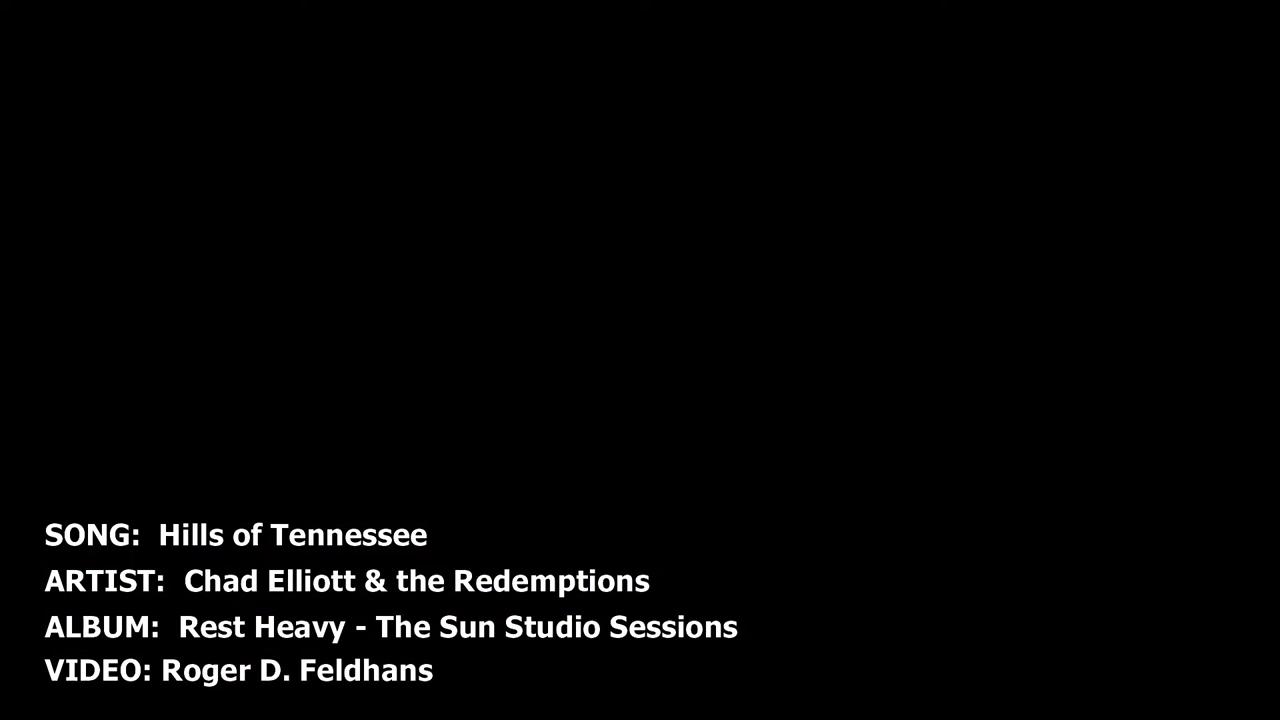 SONG:  Hills of Tennessee
ARTIST:  Chad Elliott & the Redemptions
ALBUM:  Rest Heavy - The Sun Studio Sessions
VIDEO: Roger D. Feldhans